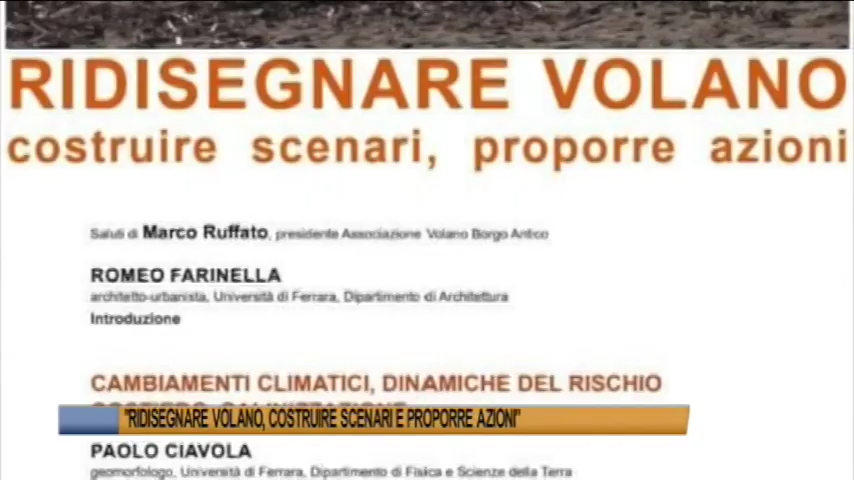 RIDISEGNARE VOLANO
costruire scenari, proporre azioni
Saluti di Marco Ruffato, presidente Associazione Volano Borgo Antico
ROMEO FARINELLA
architetto-urbanista, Università di Ferrara, Dipartimento di Architettura
Introduzione
CAMBIAMENTI CLIMATICI, DINAMICHE DEL RISCHIO
"RIDISEGNARE VOLANO, COSTRUIRE SCENARI E PROPORRE AZIONI"
PAOLO CIAVOLA
geomorfologo, Università di Ferrara, Dipartimento di Fisica e Scienze della Terra